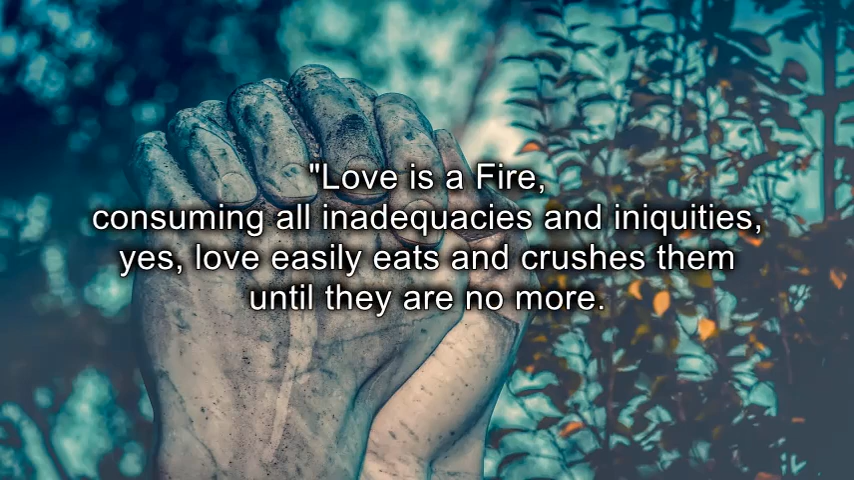 "Love is a Fire,
consuming all inadequacies and iniquities,
yes, love easily eats and crushes them
until they are no more.